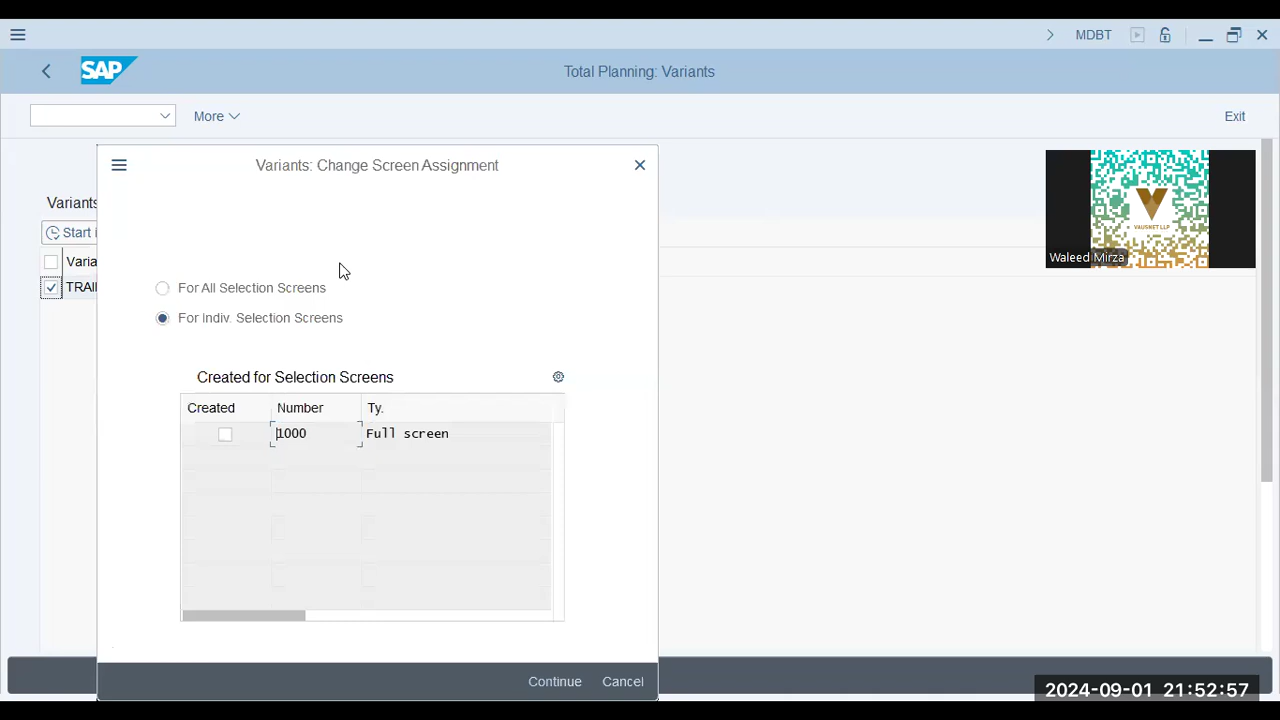 MDBT
SAP
Total Planning: Variants
More
Exit
Variants: Change Screen Assignment
Variants
Start i
Varia
TRAI
For All Selection Screens
For Indiv. Selection Screens
Created for Selection Screens
Created Number Ty.
1000 Full screen
Continue Cancel
VAUSNET LLP
Waleed Mirza
2024-09-01 21:52:57